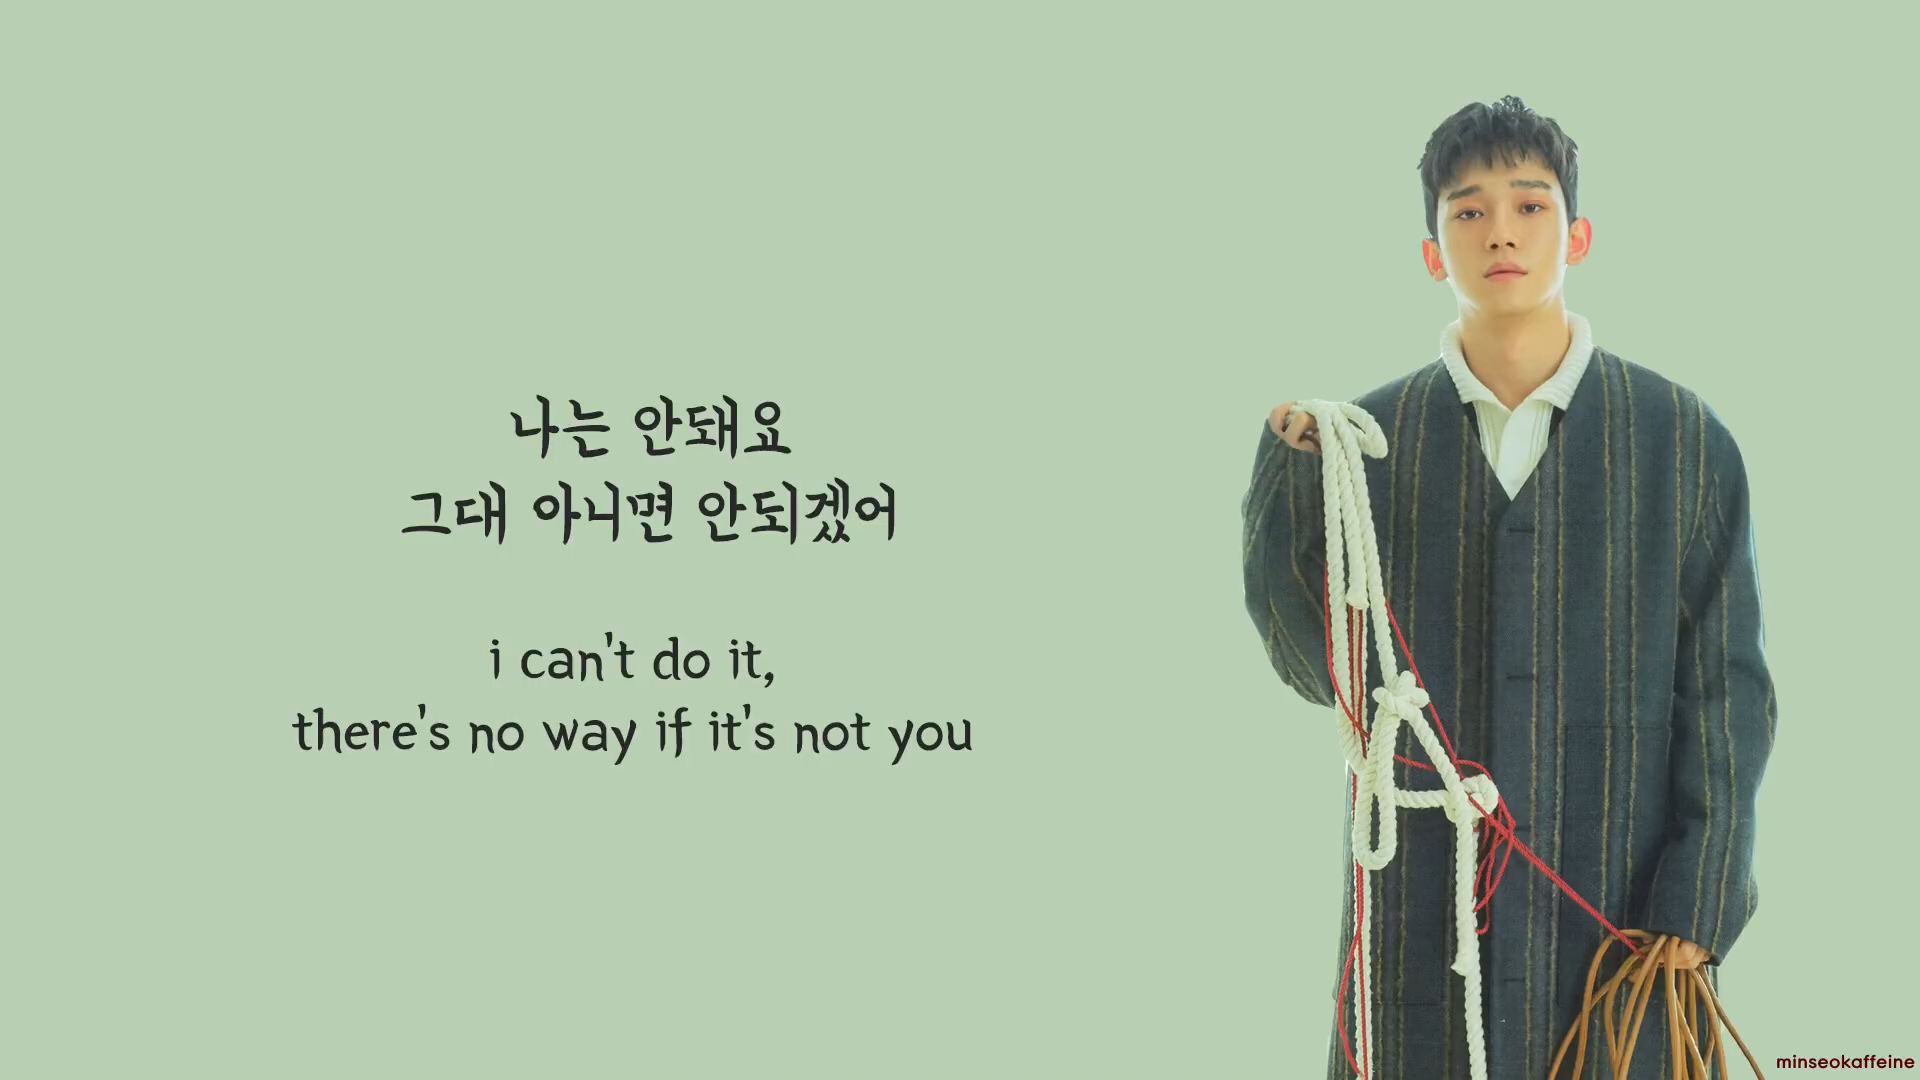 나는 안돼요
그대 아니면 안되겠어
i can't do it,
there's no way if it's not you
minseokaffeine